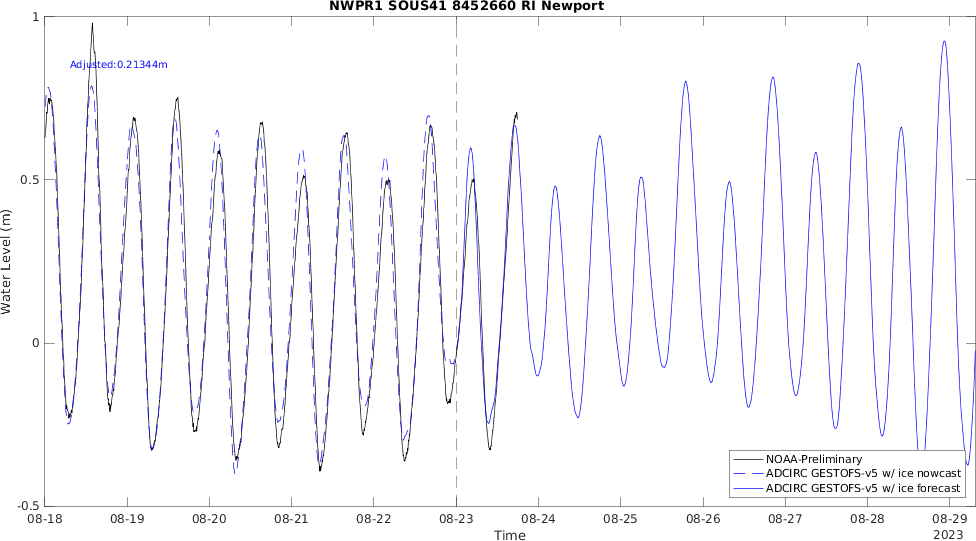 NWPR1 SOUS41 8452660 RI Newport
Adjusted:0.21344m
Water Level (m)
1
0.5
0
-0.5
NOAA-Preliminary
ADCIRC GESTOFS-v5 w/ ice nowcast
ADCIRC GESTOFS-v5 w/ ice forecast
08-18 08-19 08-20 08-21 08-22 08-23 08-24 08-25 08-26 08-27 08-28 08-29
2023
Time